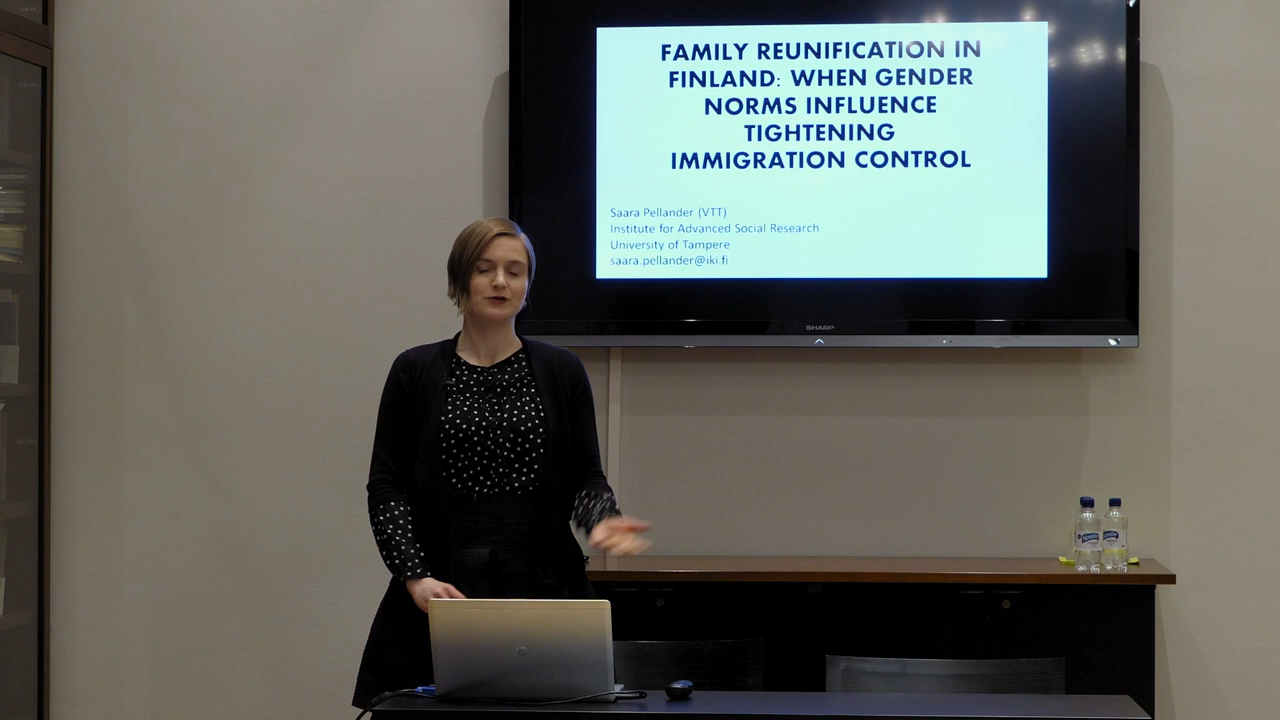 FAMILY REUNIFICATION IN
FINLAND: WHEN GENDER
NORMS INFLUENCE
TIGHTENING
IMMIGRATION CONTROL
Saara Pellander (VTT)
Institute for Advanced Social Research
University of Tampere
saara.pellander@iki.fi
SHARP
hp